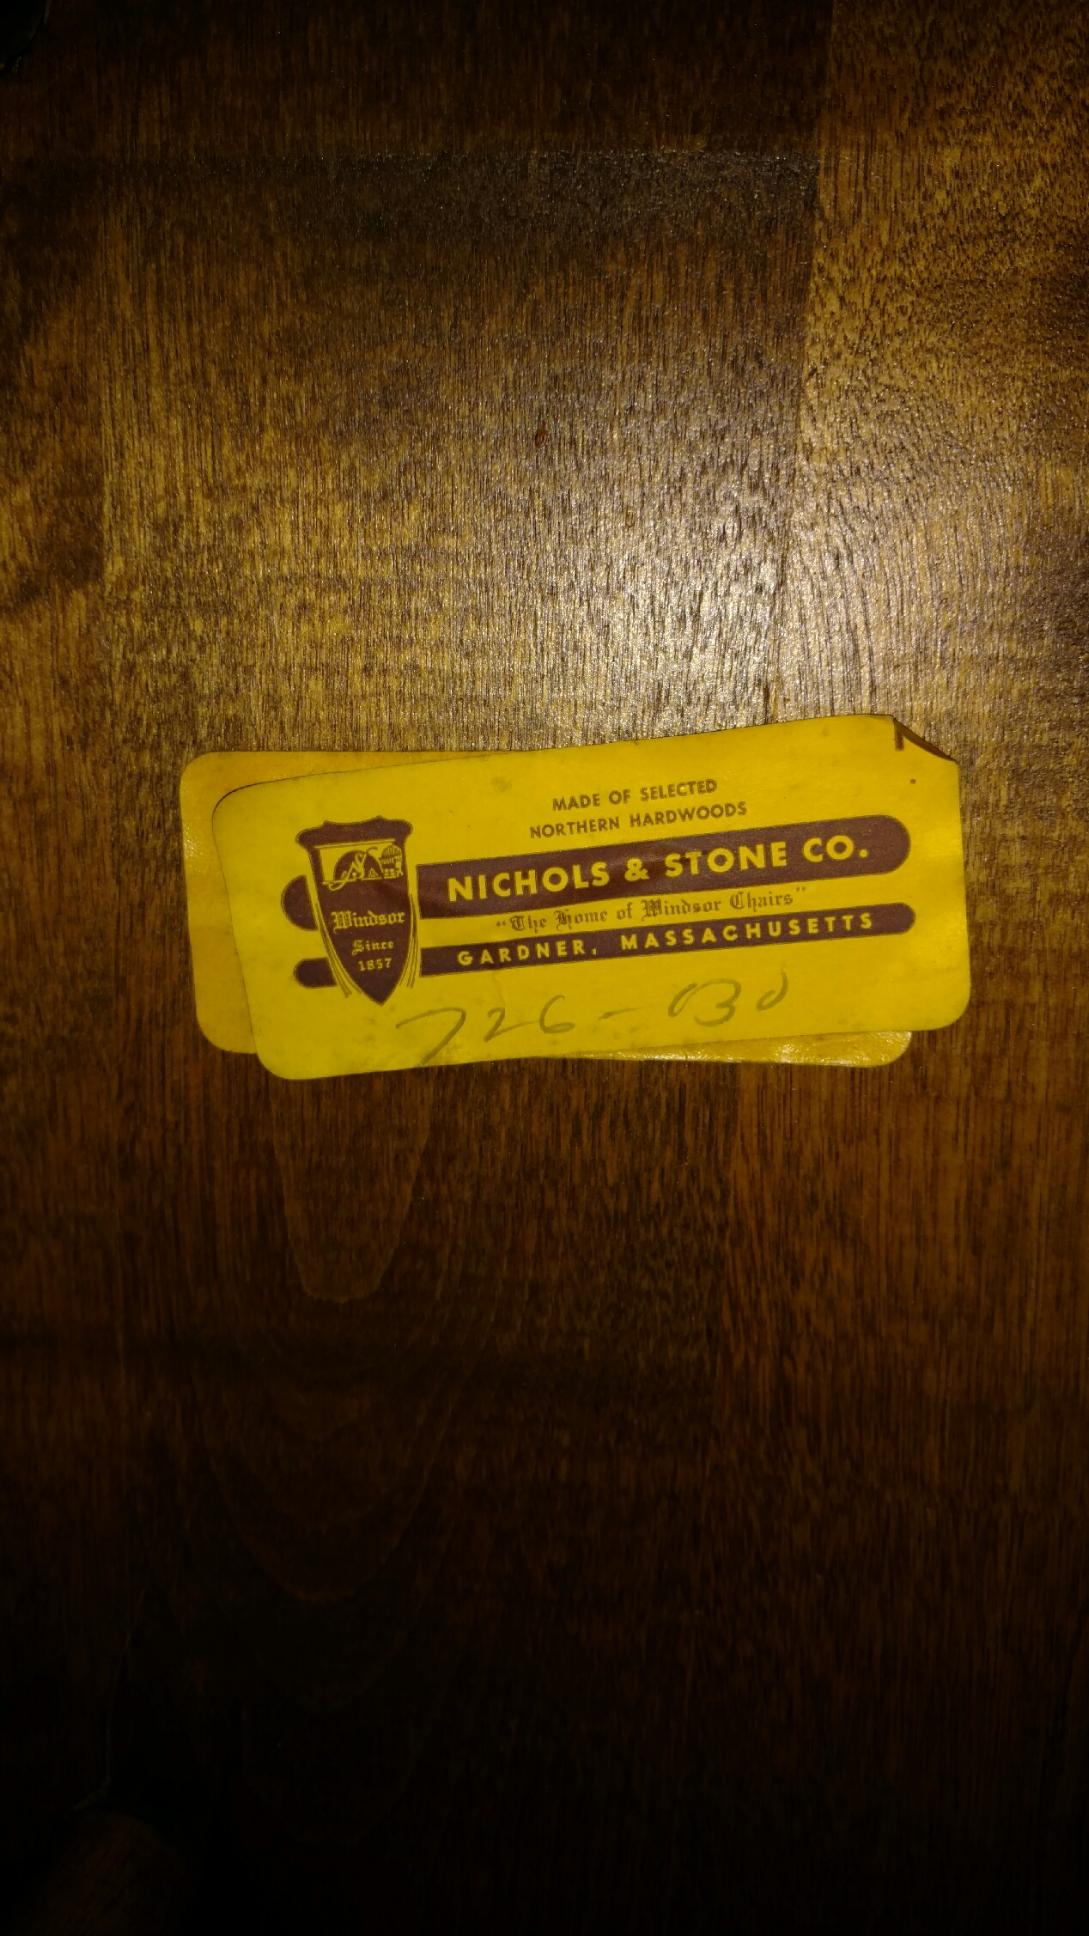 MADE OF SELECTED
NORTHERN HARDWOODS
NICHOLS & STONE CO.
"The Home of Windsor Chairs"
GARDNER, MASSACHUSETTS
Windsor
Since
1857
726-030